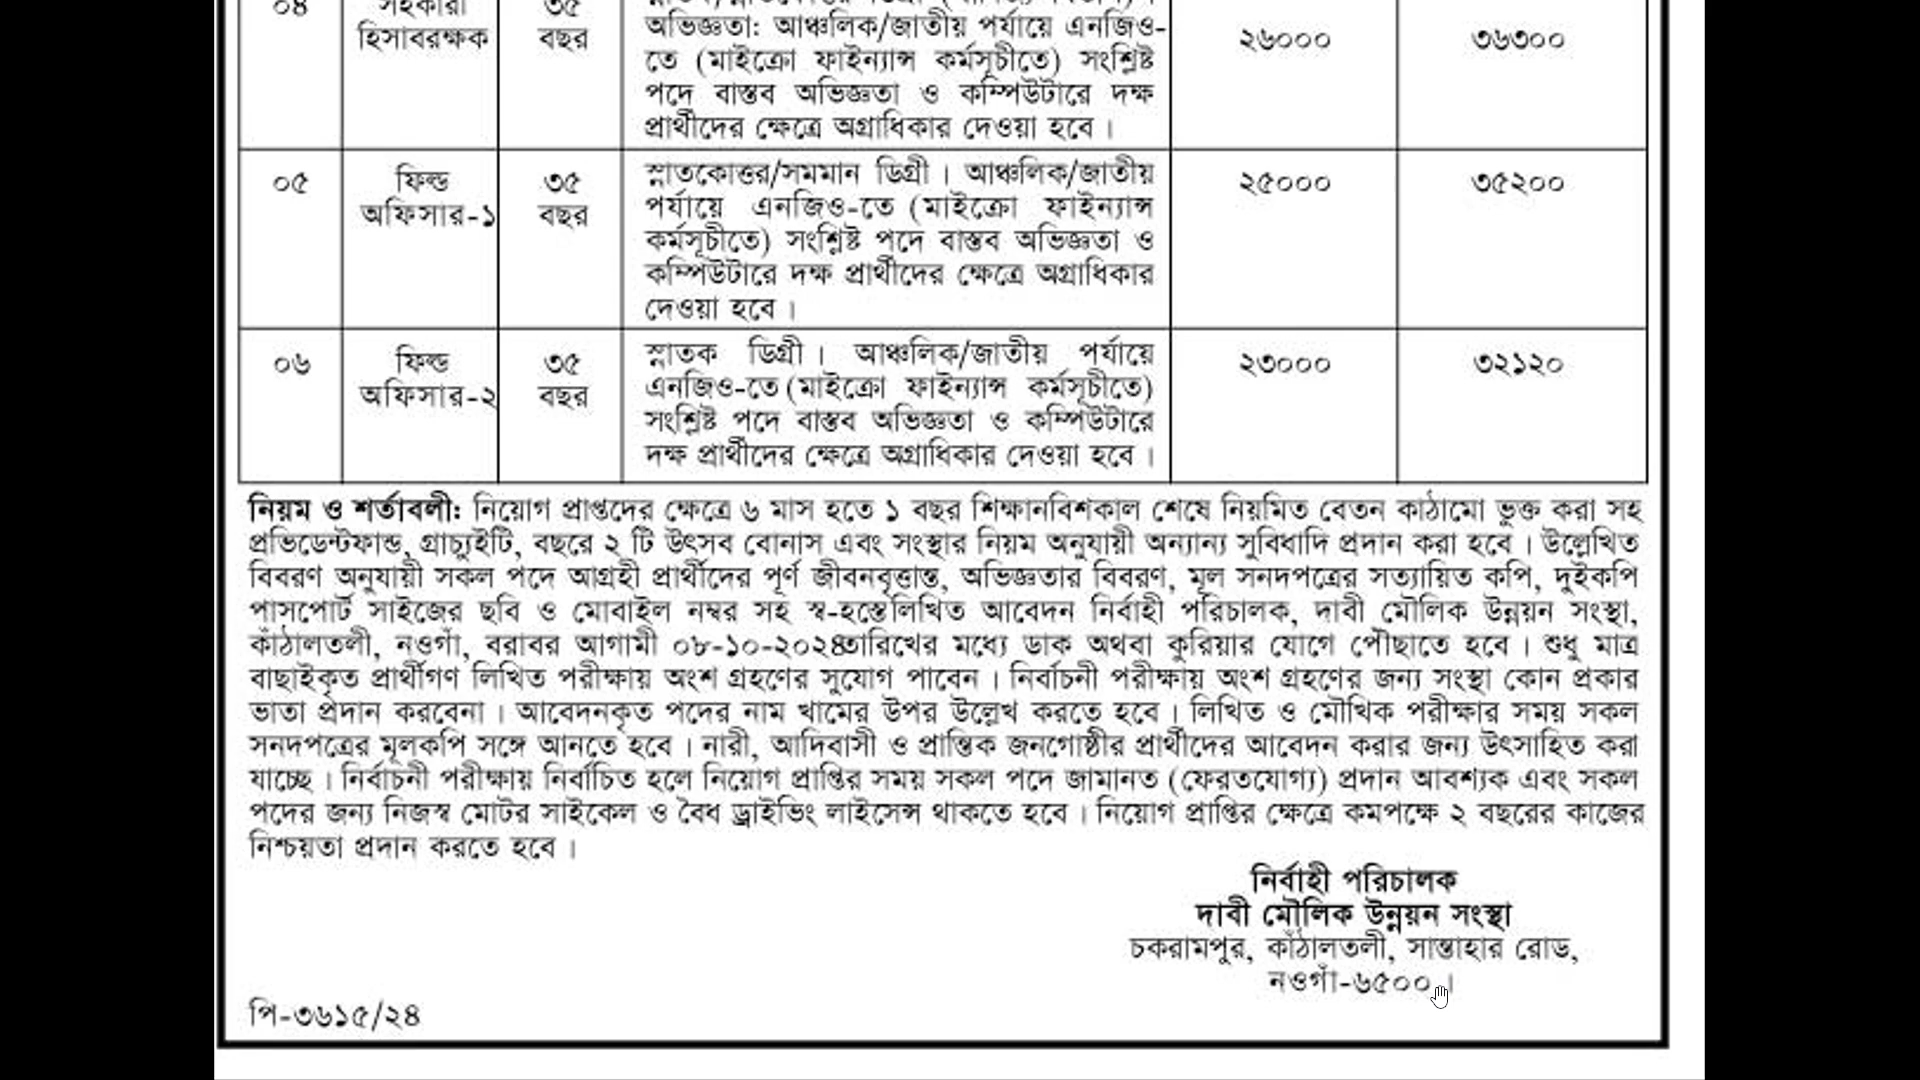 ০৪
সহকারী
হিসাবরক্ষক
৩৫
বছর
অভিজ্ঞতা: আঞ্চলিক/জাতীয় পর্যায়ে এনজিও-
তে (মাইক্রো ফাইন্যান্স কর্মসূচীতে) সংশ্লিষ্ট
পদে বাস্তব অভিজ্ঞতা ও কম্পিউটারে দক্ষ
প্রার্থীদের ক্ষেত্রে অগ্রাধিকার দেওয়া হবে।
২৬০০০
৩৬৩০০
০৫
ফিল্ড
অফিসার-১
৩৫
বছর
স্নাতকোত্তর/সমমান ডিগ্রী। আঞ্চলিক/জাতীয়
পর্যায়ে এনজিও-তে (মাইক্রো ফাইন্যান্স
কর্মসূচীতে) সংশ্লিষ্ট পদে বাস্তব অভিজ্ঞতা ও
কম্পিউটারে দক্ষ প্রার্থীদের ক্ষেত্রে অগ্রাধিকার
দেওয়া হবে।
২৫০০০
৩৫২০০
০৬
ফিল্ড
অফিসার-২
৩৫
বছর
স্নাতক ডিগ্রী। আঞ্চলিক/জাতীয় পর্যায়ে
এনজিও-তে (মাইক্রো ফাইন্যান্স কর্মসূচীতে)
সংশ্লিষ্ট পদে বাস্তব অভিজ্ঞতা ও কম্পিউটারে
দক্ষ প্রার্থীদের ক্ষেত্রে অগ্রাধিকার দেওয়া হবে।
২৩০০০
৩২১২০
নিয়ম ও শর্তাবলী: নিয়োগ প্রাপ্তদের ক্ষেত্রে ৬ মাস হতে ১ বছর শিক্ষানবিশকাল শেষে নিয়মিত বেতন কাঠামো ভুক্ত করা সহ
প্রভিডেন্টফান্ড, গ্রাচ্যুইটি, বছরে ২ টি উৎসব বোনাস এবং সংস্থার নিয়ম অনুযায়ী অন্যান্য সুবিধাদি প্রদান করা হবে। উল্লেখিত
বিবরণ অনুযায়ী সকল পদে আগ্রহী প্রার্থীদের পূর্ণ জীবনবৃত্তান্ত, অভিজ্ঞতার বিবরণ, মূল সনদপত্রের সত্যায়িত কপি, দুইকপি
পাসপোর্ট সাইজের ছবি ও মোবাইল নম্বর সহ স্ব-হস্তেলিখিত আবেদন নির্বাহী পরিচালক, দাবী মৌলিক উন্নয়ন সংস্থা,
কাঁঠালতলী, নওগাঁ, বরাবর আগামী ০৮-১০-২০২৪তারিখের মধ্যে ডাক অথবা কুরিয়ার যোগে পৌঁছাতে হবে। শুধু মাত্র
বাছাইকৃত প্রার্থীগণ লিখিত পরীক্ষায় অংশ গ্রহণের সুযোগ পাবেন। নির্বাচনী পরীক্ষায় অংশ গ্রহণের জন্য সংস্থা কোন প্রকার
ভাতা প্রদান করবেনা। আবেদনকৃত পদের নাম খামের উপর উল্লেখ করতে হবে। লিখিত ও মৌখিক পরীক্ষার সময় সকল
সনদপত্রের মূলকপি সঙ্গে আনতে হবে। নারী, আদিবাসী ও প্রান্তিক জনগোষ্ঠীর প্রার্থীদের আবেদন করার জন্য উৎসাহিত করা
যাচ্ছে। নির্বাচনী পরীক্ষায় নির্বাচিত হলে নিয়োগ প্রাপ্তির সময় সকল পদে জামানত (ফেরতযোগ্য) প্রদান আবশ্যক এবং সকল
পদের জন্য নিজস্ব মোটর সাইকেল ও বৈধ ড্রাইভিং লাইসেন্স থাকতে হবে। নিয়োগ প্রাপ্তির ক্ষেত্রে কমপক্ষে ২ বছরের কাজের
নিশ্চয়তা প্রদান করতে হবে।
নির্বাহী পরিচালক
দাবী মৌলিক উন্নয়ন সংস্থা
চকরামপুর, কাঁঠালতলী, সান্তাহার রোড,
নওগাঁ-৬৫০০।
পি-৩৬১৫/২৪